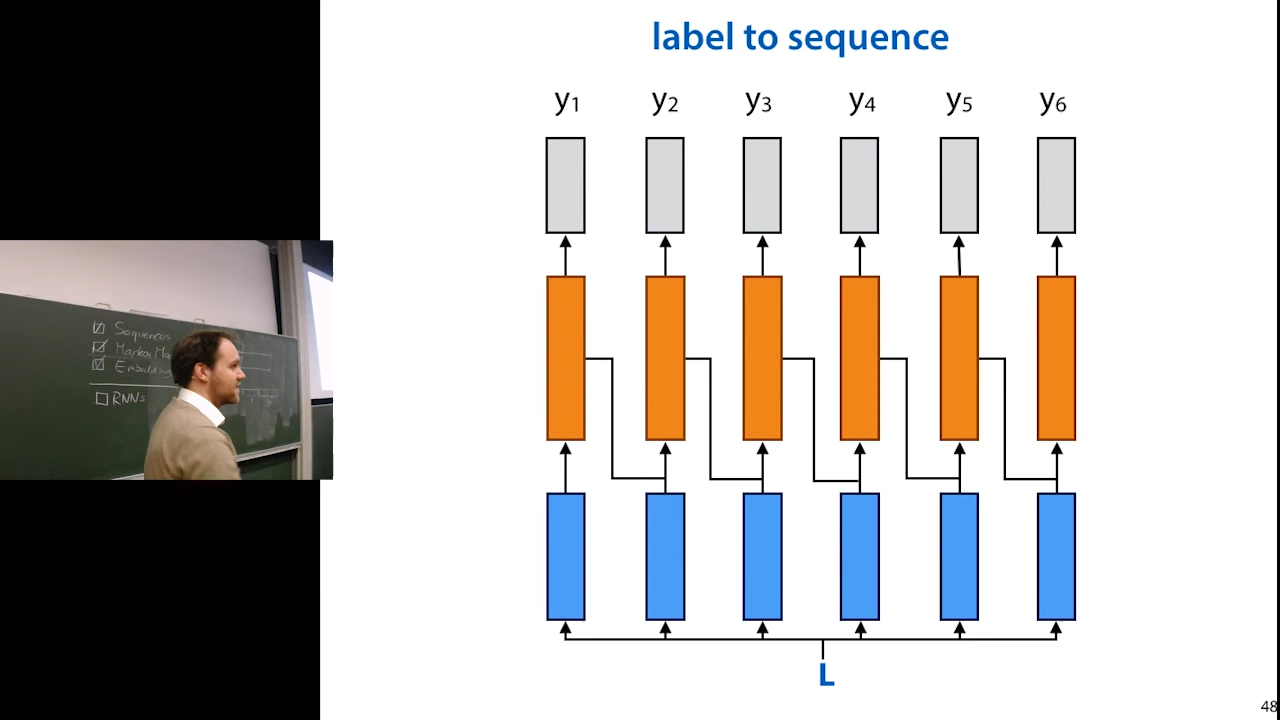 label to sequence
y1 y2 y3 y4 y5 y6
L
48
Sequences
RNNs